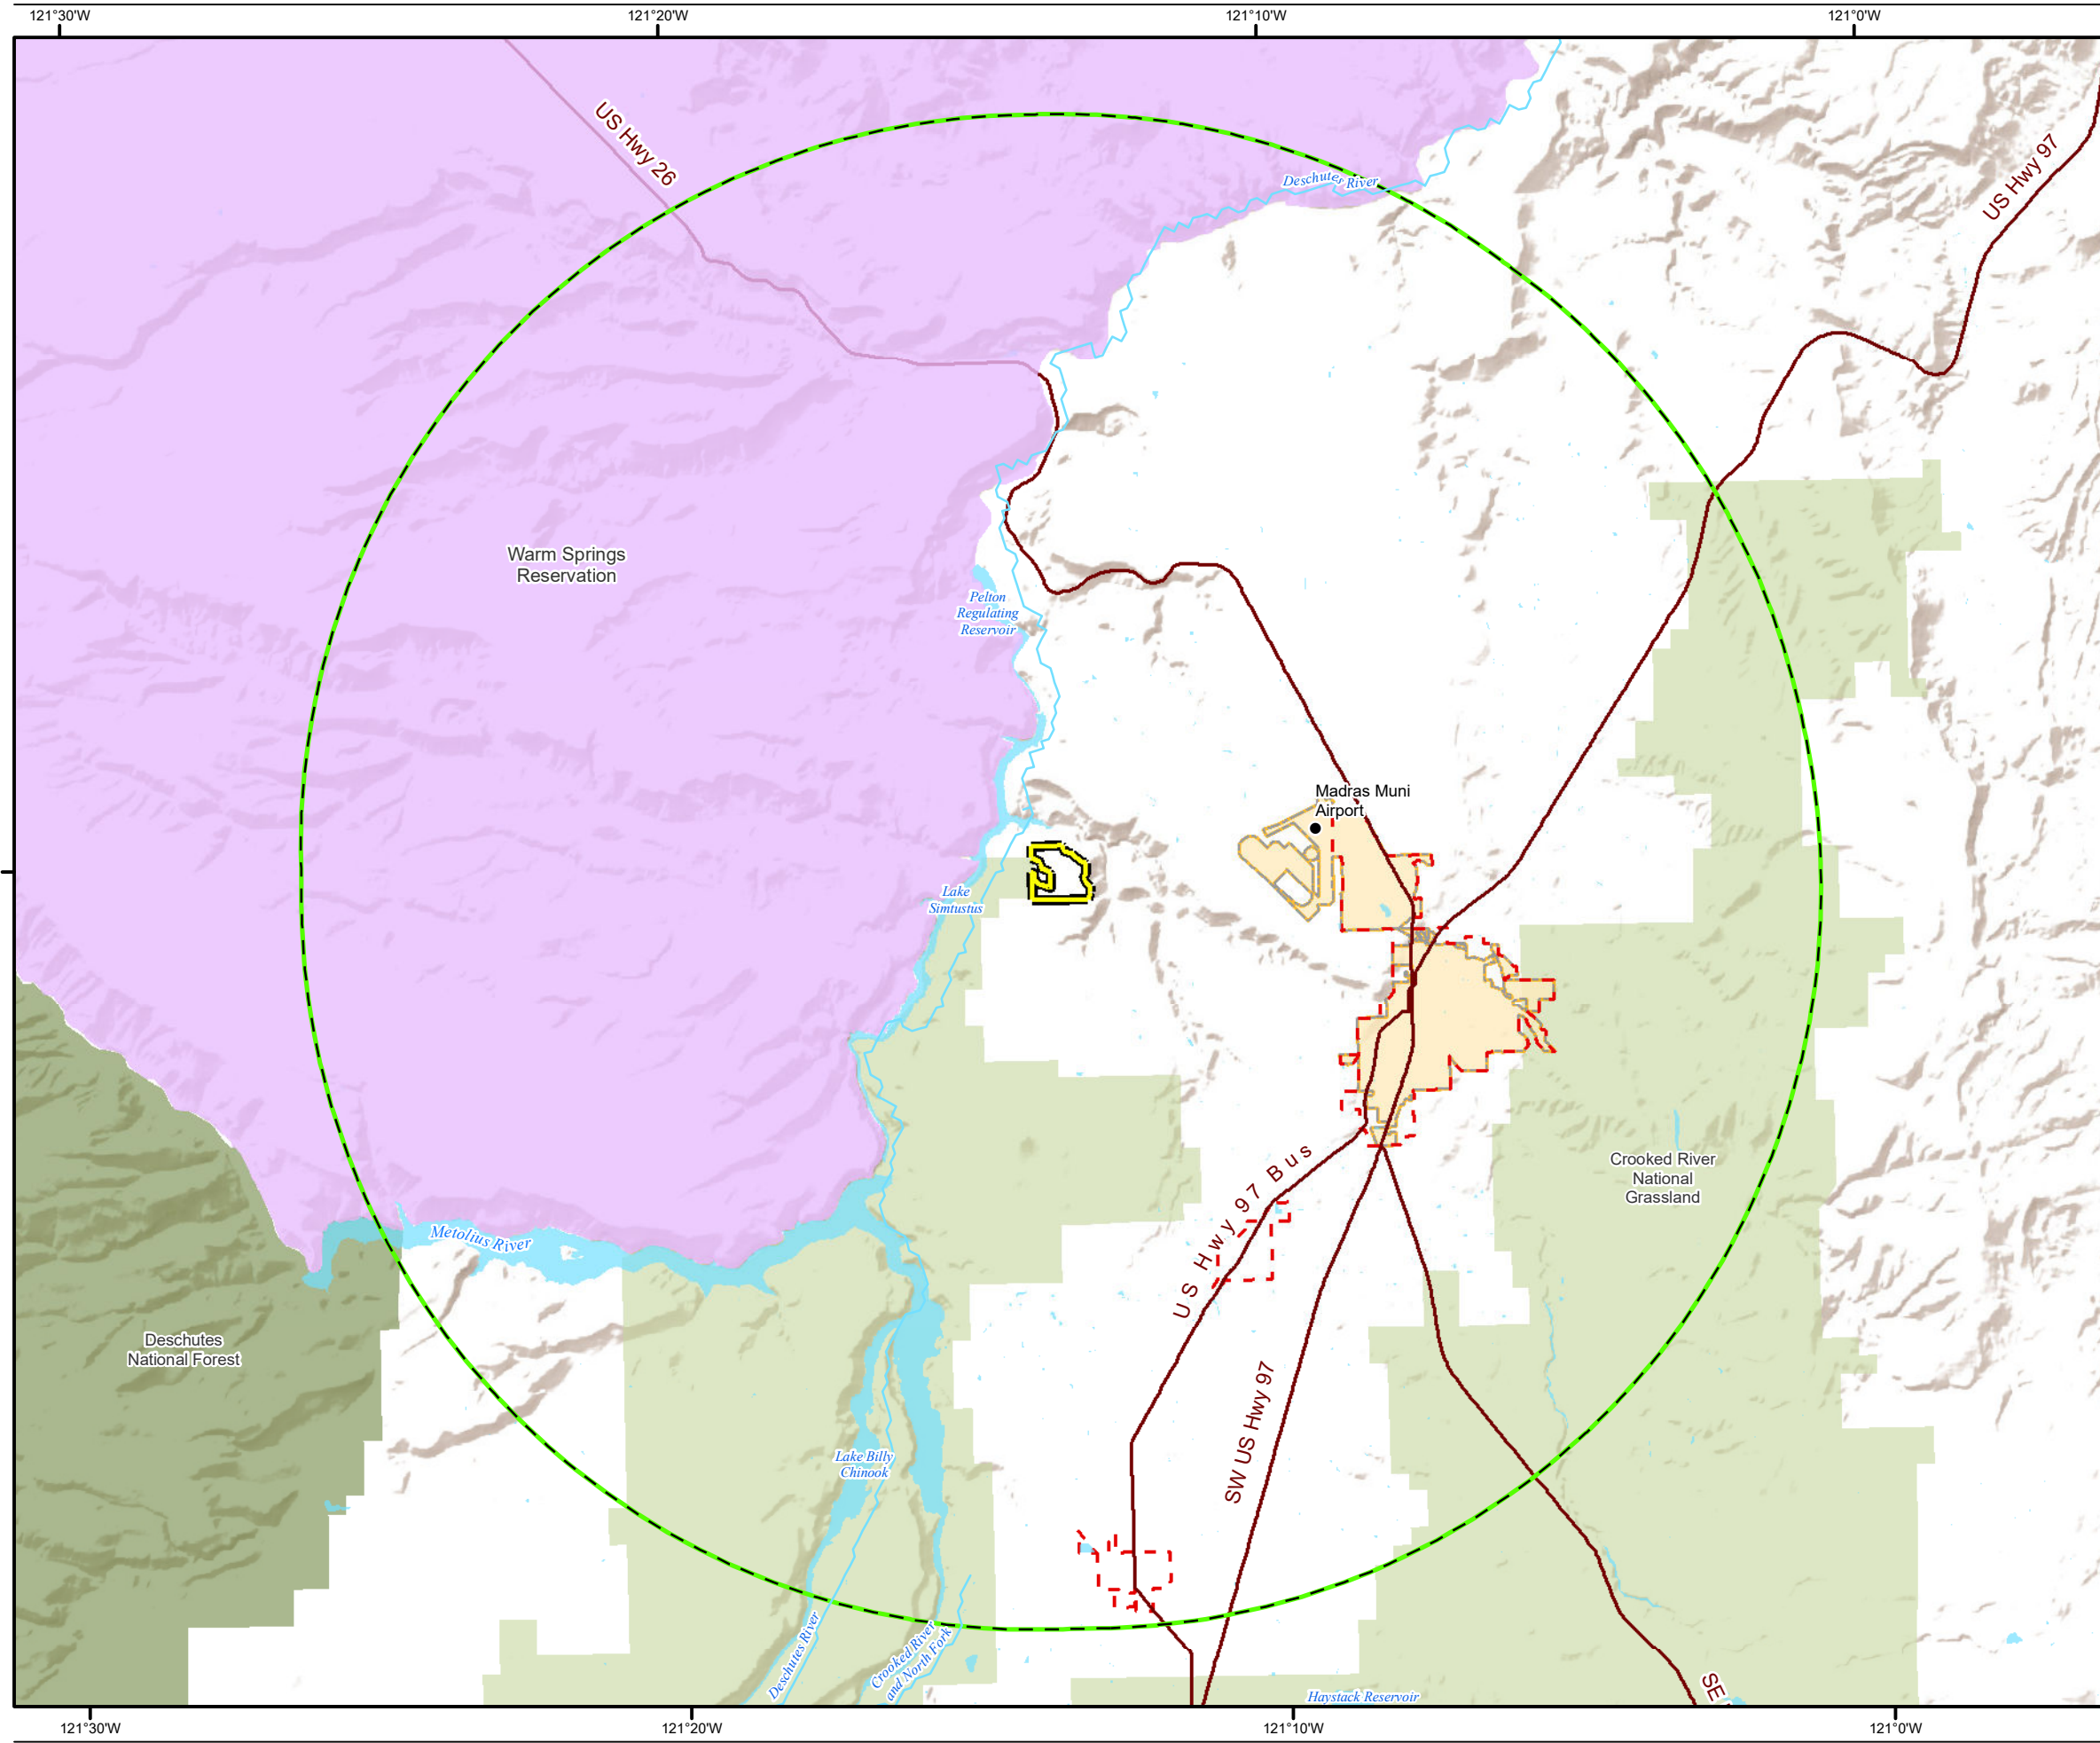 121°30'W
121°20'W
121°10'W
121°0'W
US Hwy 26
US Hwy 97
Deschutes River
Warm Springs
Reservation
Pelton
Regulating
Reservoir
Madras Muni
Airport
Lake
Simtustus
US Hwy 97 Bus
Crooked River
National
Grassland
Metolius River
Deschutes
National Forest
SW US Hwy 97
Lake Billy
Chinook
Deschutes River
Crooked River
and North Fork
Haystack Reservoir
SE
121°30'W
121°20'W
121°10'W
121°0'W